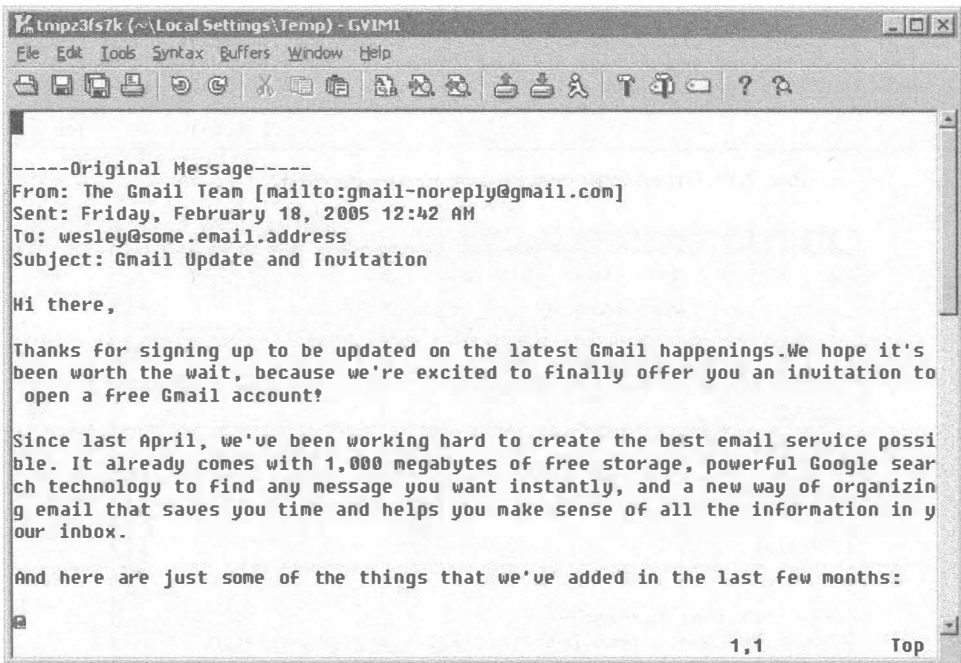 tmpz3fs7k (~\Local Settings\Temp) - GVIM1
File Edit Tools Syntax Buffers Window Help
-----Original Message-----
From: The Gmail Team [mailto:gmail-noreply@gmail.com]
Sent: Friday, February 18, 2005 12:42 AM
To: wesley@some.email.address
Subject: Gmail Update and Invitation
Hi there,
Thanks for signing up to be updated on the latest Gmail happenings.We hope it's
been worth the wait, because we're excited to finally offer you an invitation to
 open a free Gmail account!
Since last April, we've been working hard to create the best email service possi
ble. It already comes with 1,000 megabytes of free storage, powerful Google sear
ch technology to find any message you want instantly, and a new way of organizin
g email that saves you time and helps you make sense of all the information in y
our inbox.
And here are just some of the things that we've added in the last few months:
@
1,1 Top